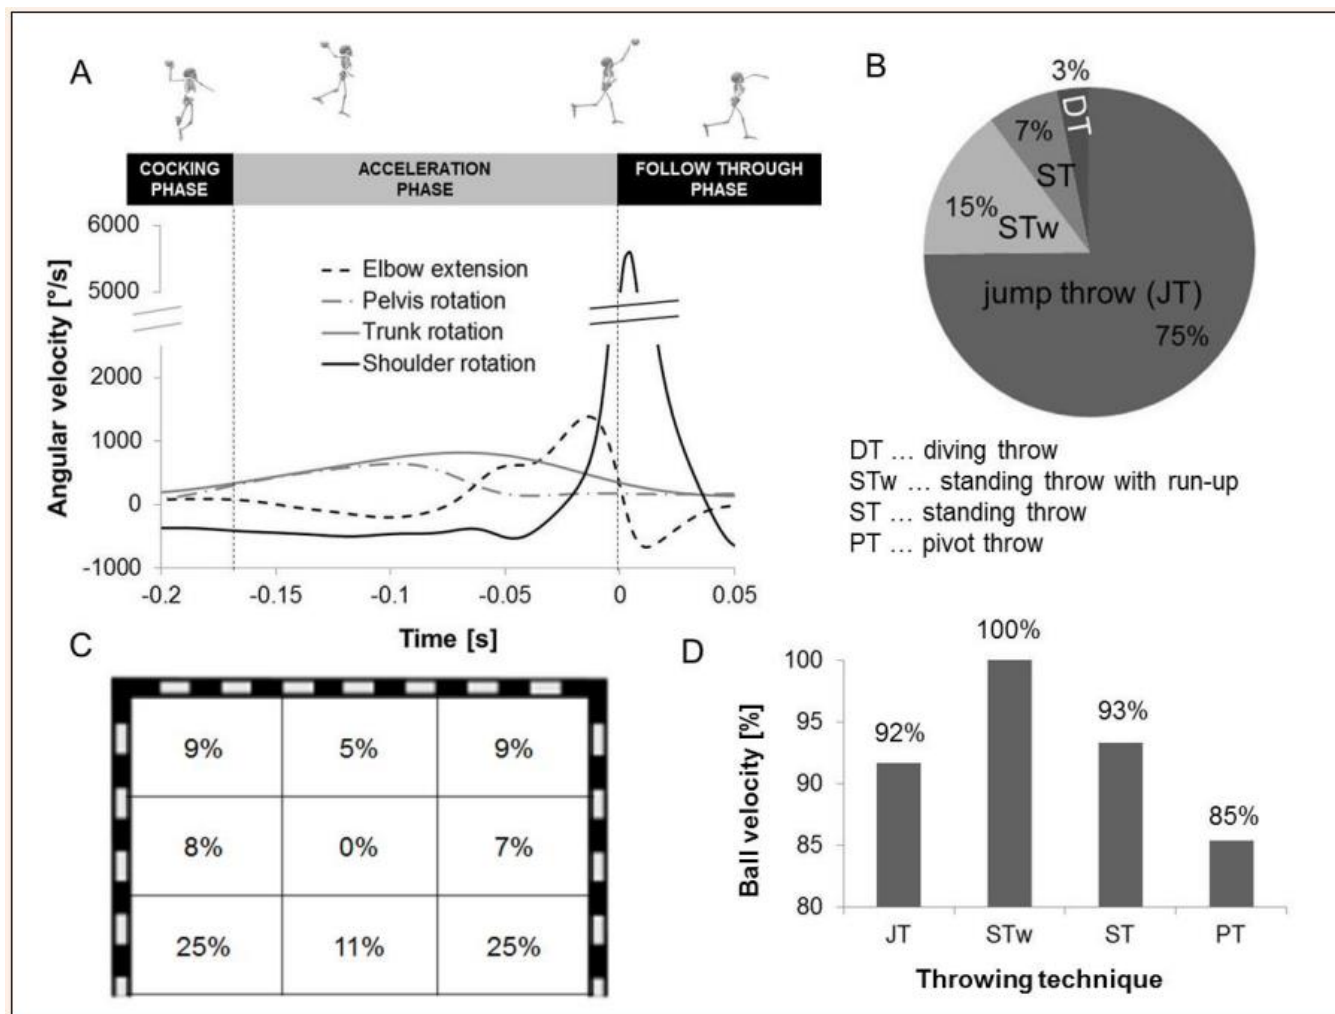 A
COCKING
PHASE
ACCELERATION
PHASE
FOLLOW THROUGH
PHASE
Angular velocity [°/s]
6000
5000
2000
1000
0
-1000
Elbow extension
Pelvis rotation
Trunk rotation
Shoulder rotation
-0.2
-0.15
-0.1
-0.05
0
0.05
Time [s]
B
3%
DT
7%
ST
15%
STw
jump throw (JT)
75%
DT ... diving throw
STw ... standing throw with run-up
ST ... standing throw
PT ... pivot throw
C
9% 5% 9%
8% 0% 7%
25% 11% 25%
D
Ball velocity [%]
100
95
90
85
80
92%
100%
93%
85%
JT STw ST PT
Throwing technique